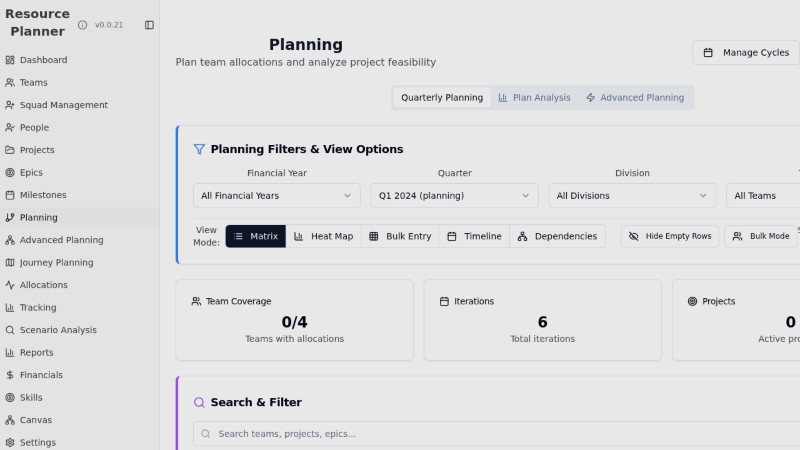 Resource
Planner
v0.0.21
Dashboard
Teams
Squad Management
People
Projects
Epics
Milestones
Planning
Advanced Planning
Journey Planning
Allocations
Tracking
Scenario Analysis
Reports
Financials
Skills
Canvas
Settings
Planning
Plan team allocations and analyze project feasibility
Manage Cycles
Quarterly Planning
Plan Analysis
Advanced Planning
Planning Filters & View Options
Financial Year
Quarter
Division
All Financial Years
Q1 2024 (planning)
All Divisions
All Teams
View
Mode:
Matrix
Heat Map
Bulk Entry
Timeline
Dependencies
Hide Empty Rows
Bulk Mode
Team Coverage
0/4
Teams with allocations
Iterations
6
Total iterations
Projects
0
Active pro
Search & Filter
Search teams, projects, epics...